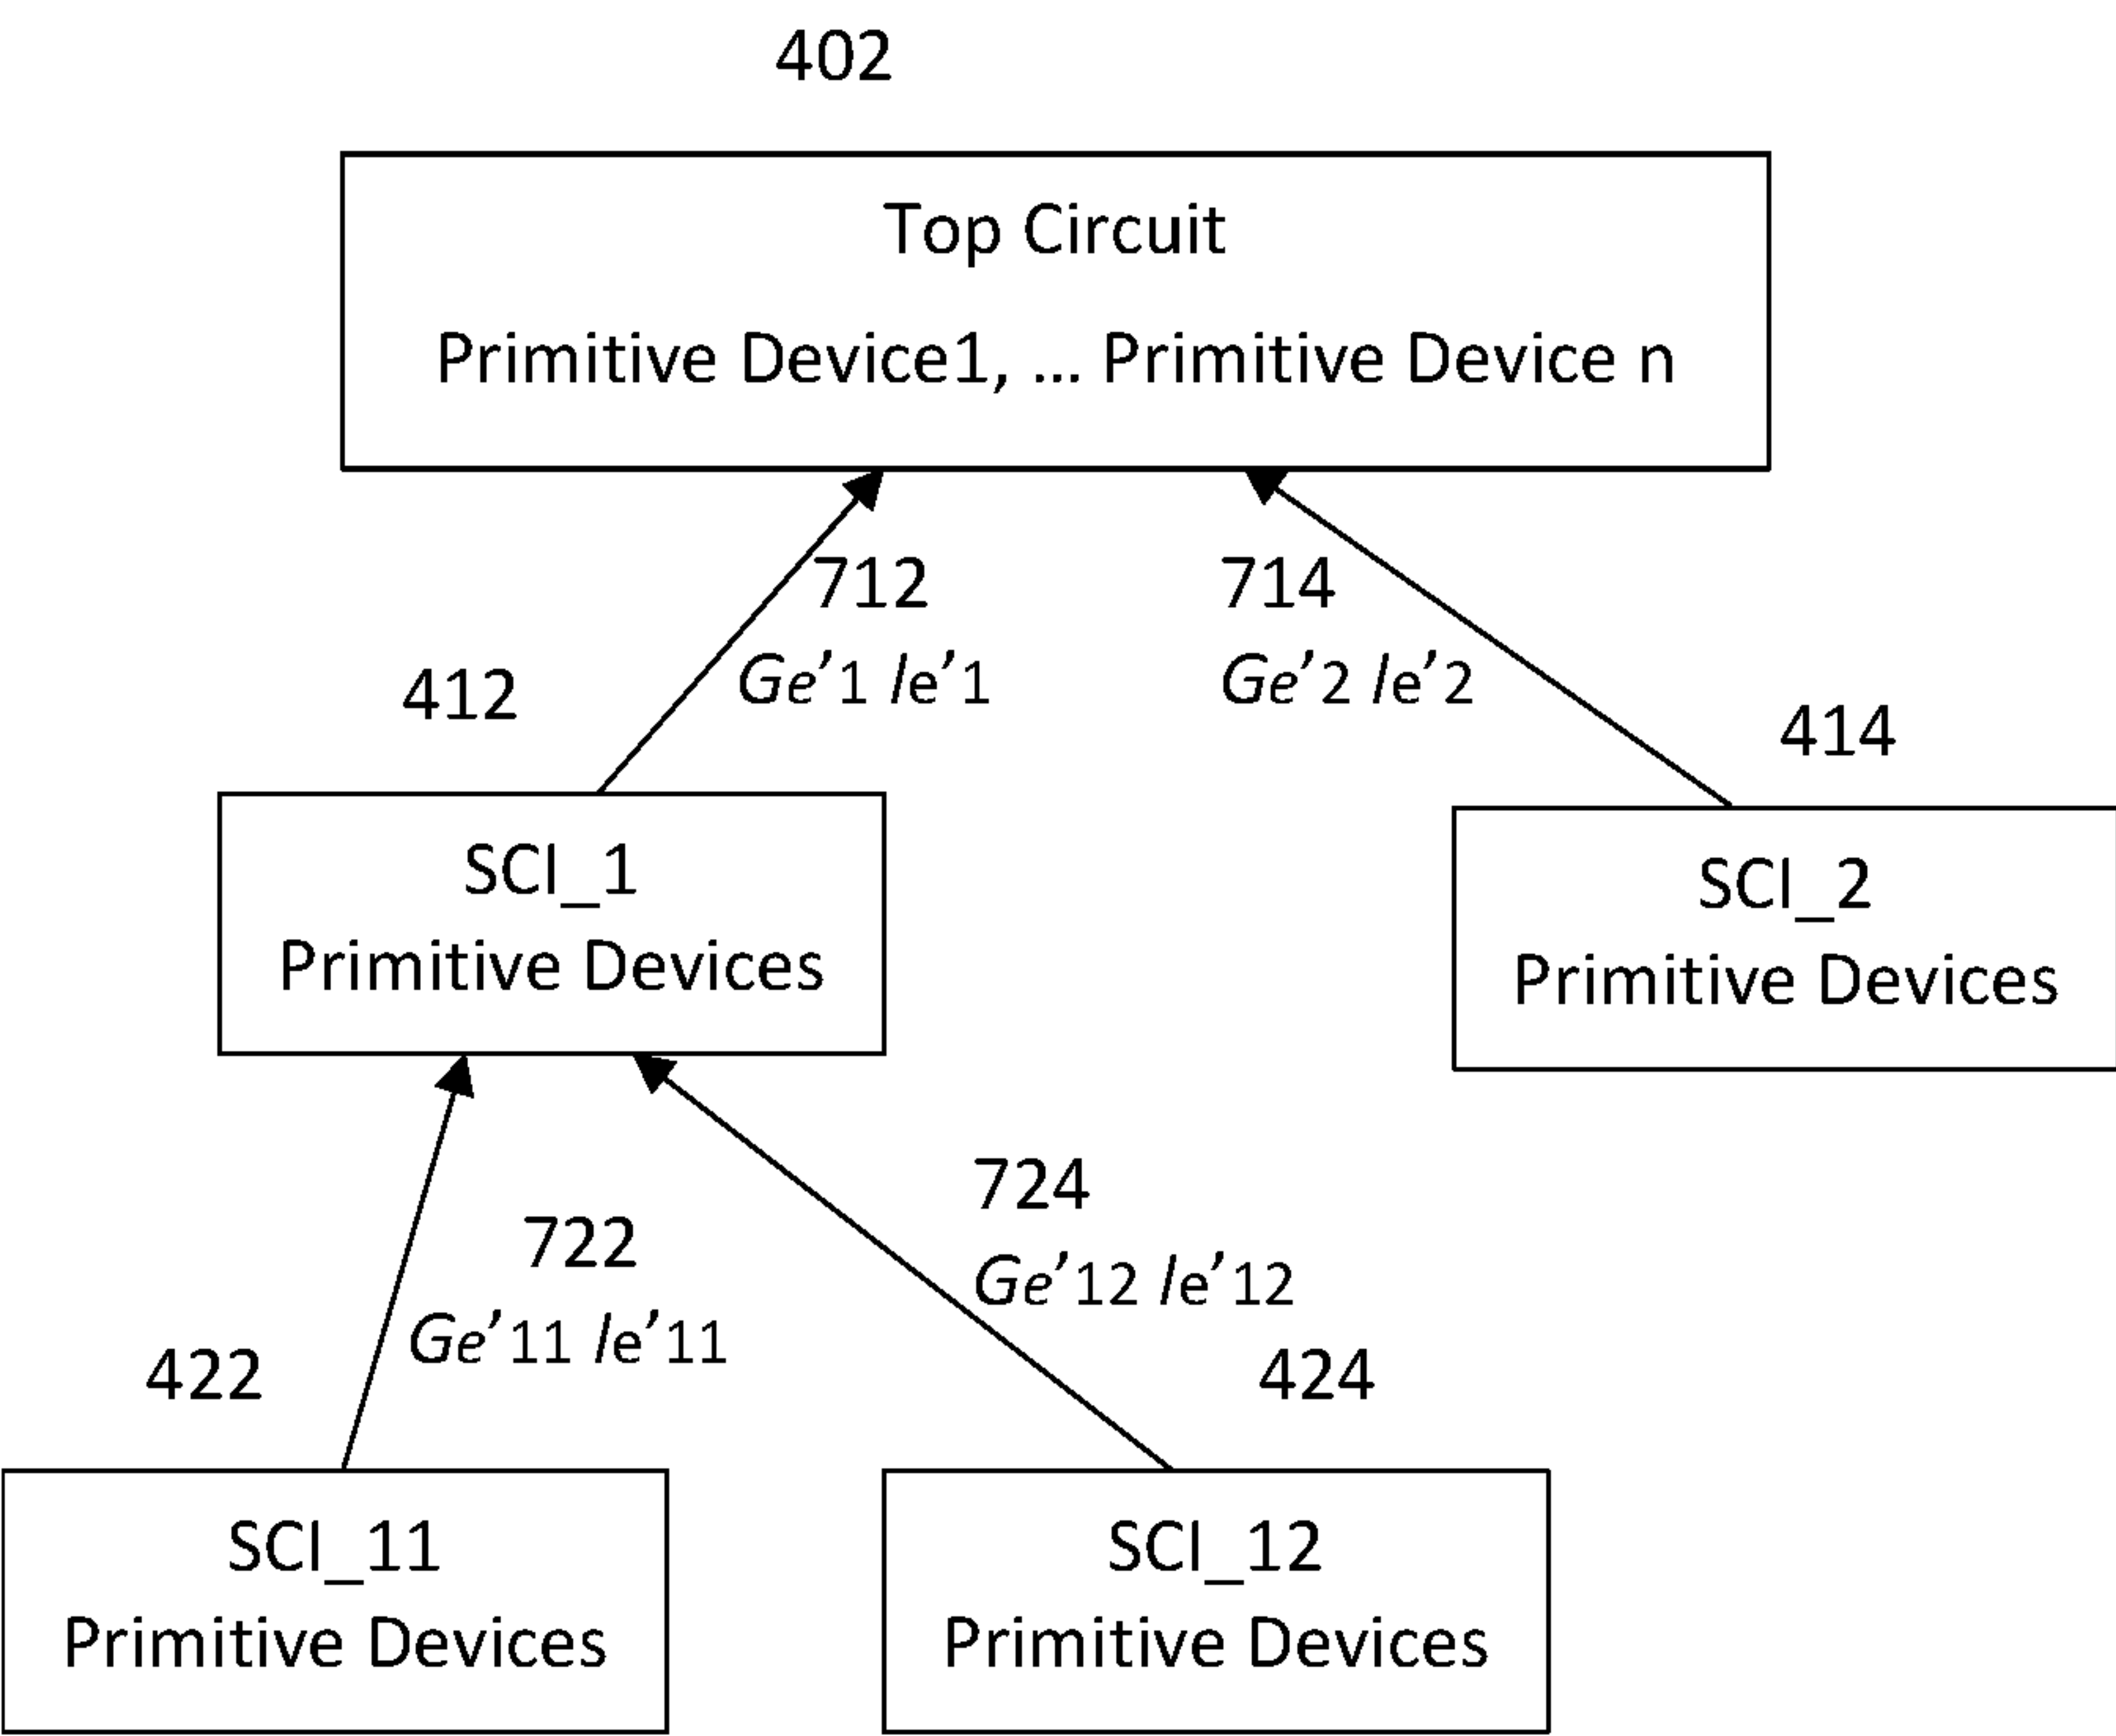 402
Top Circuit
Primitive Device1, ... Primitive Device n
712
Ge’1 Ie’1
714
Ge’2 Ie’2
412
414
SCI_1
Primitive Devices
SCI_2
Primitive Devices
722
Ge’11 Ie’11
724
Ge’12 Ie’12
422
424
SCI_11
Primitive Devices
SCI_12
Primitive Devices